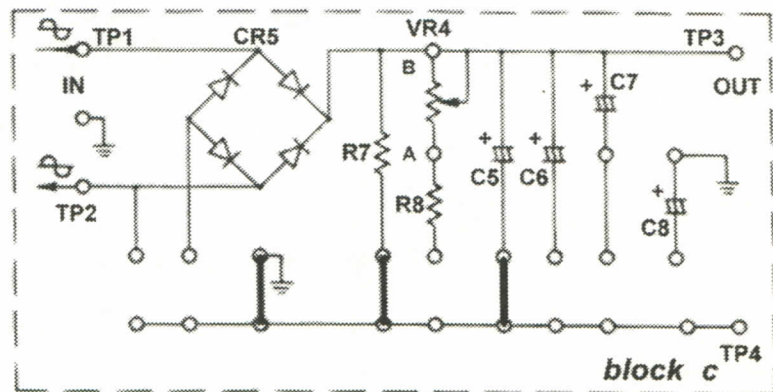 TP1
CR5
VR4
TP3
IN
B
+ C7
OUT
R7
A
+
C5
+
C6
R8
+
C8
TP2
TP4
block c